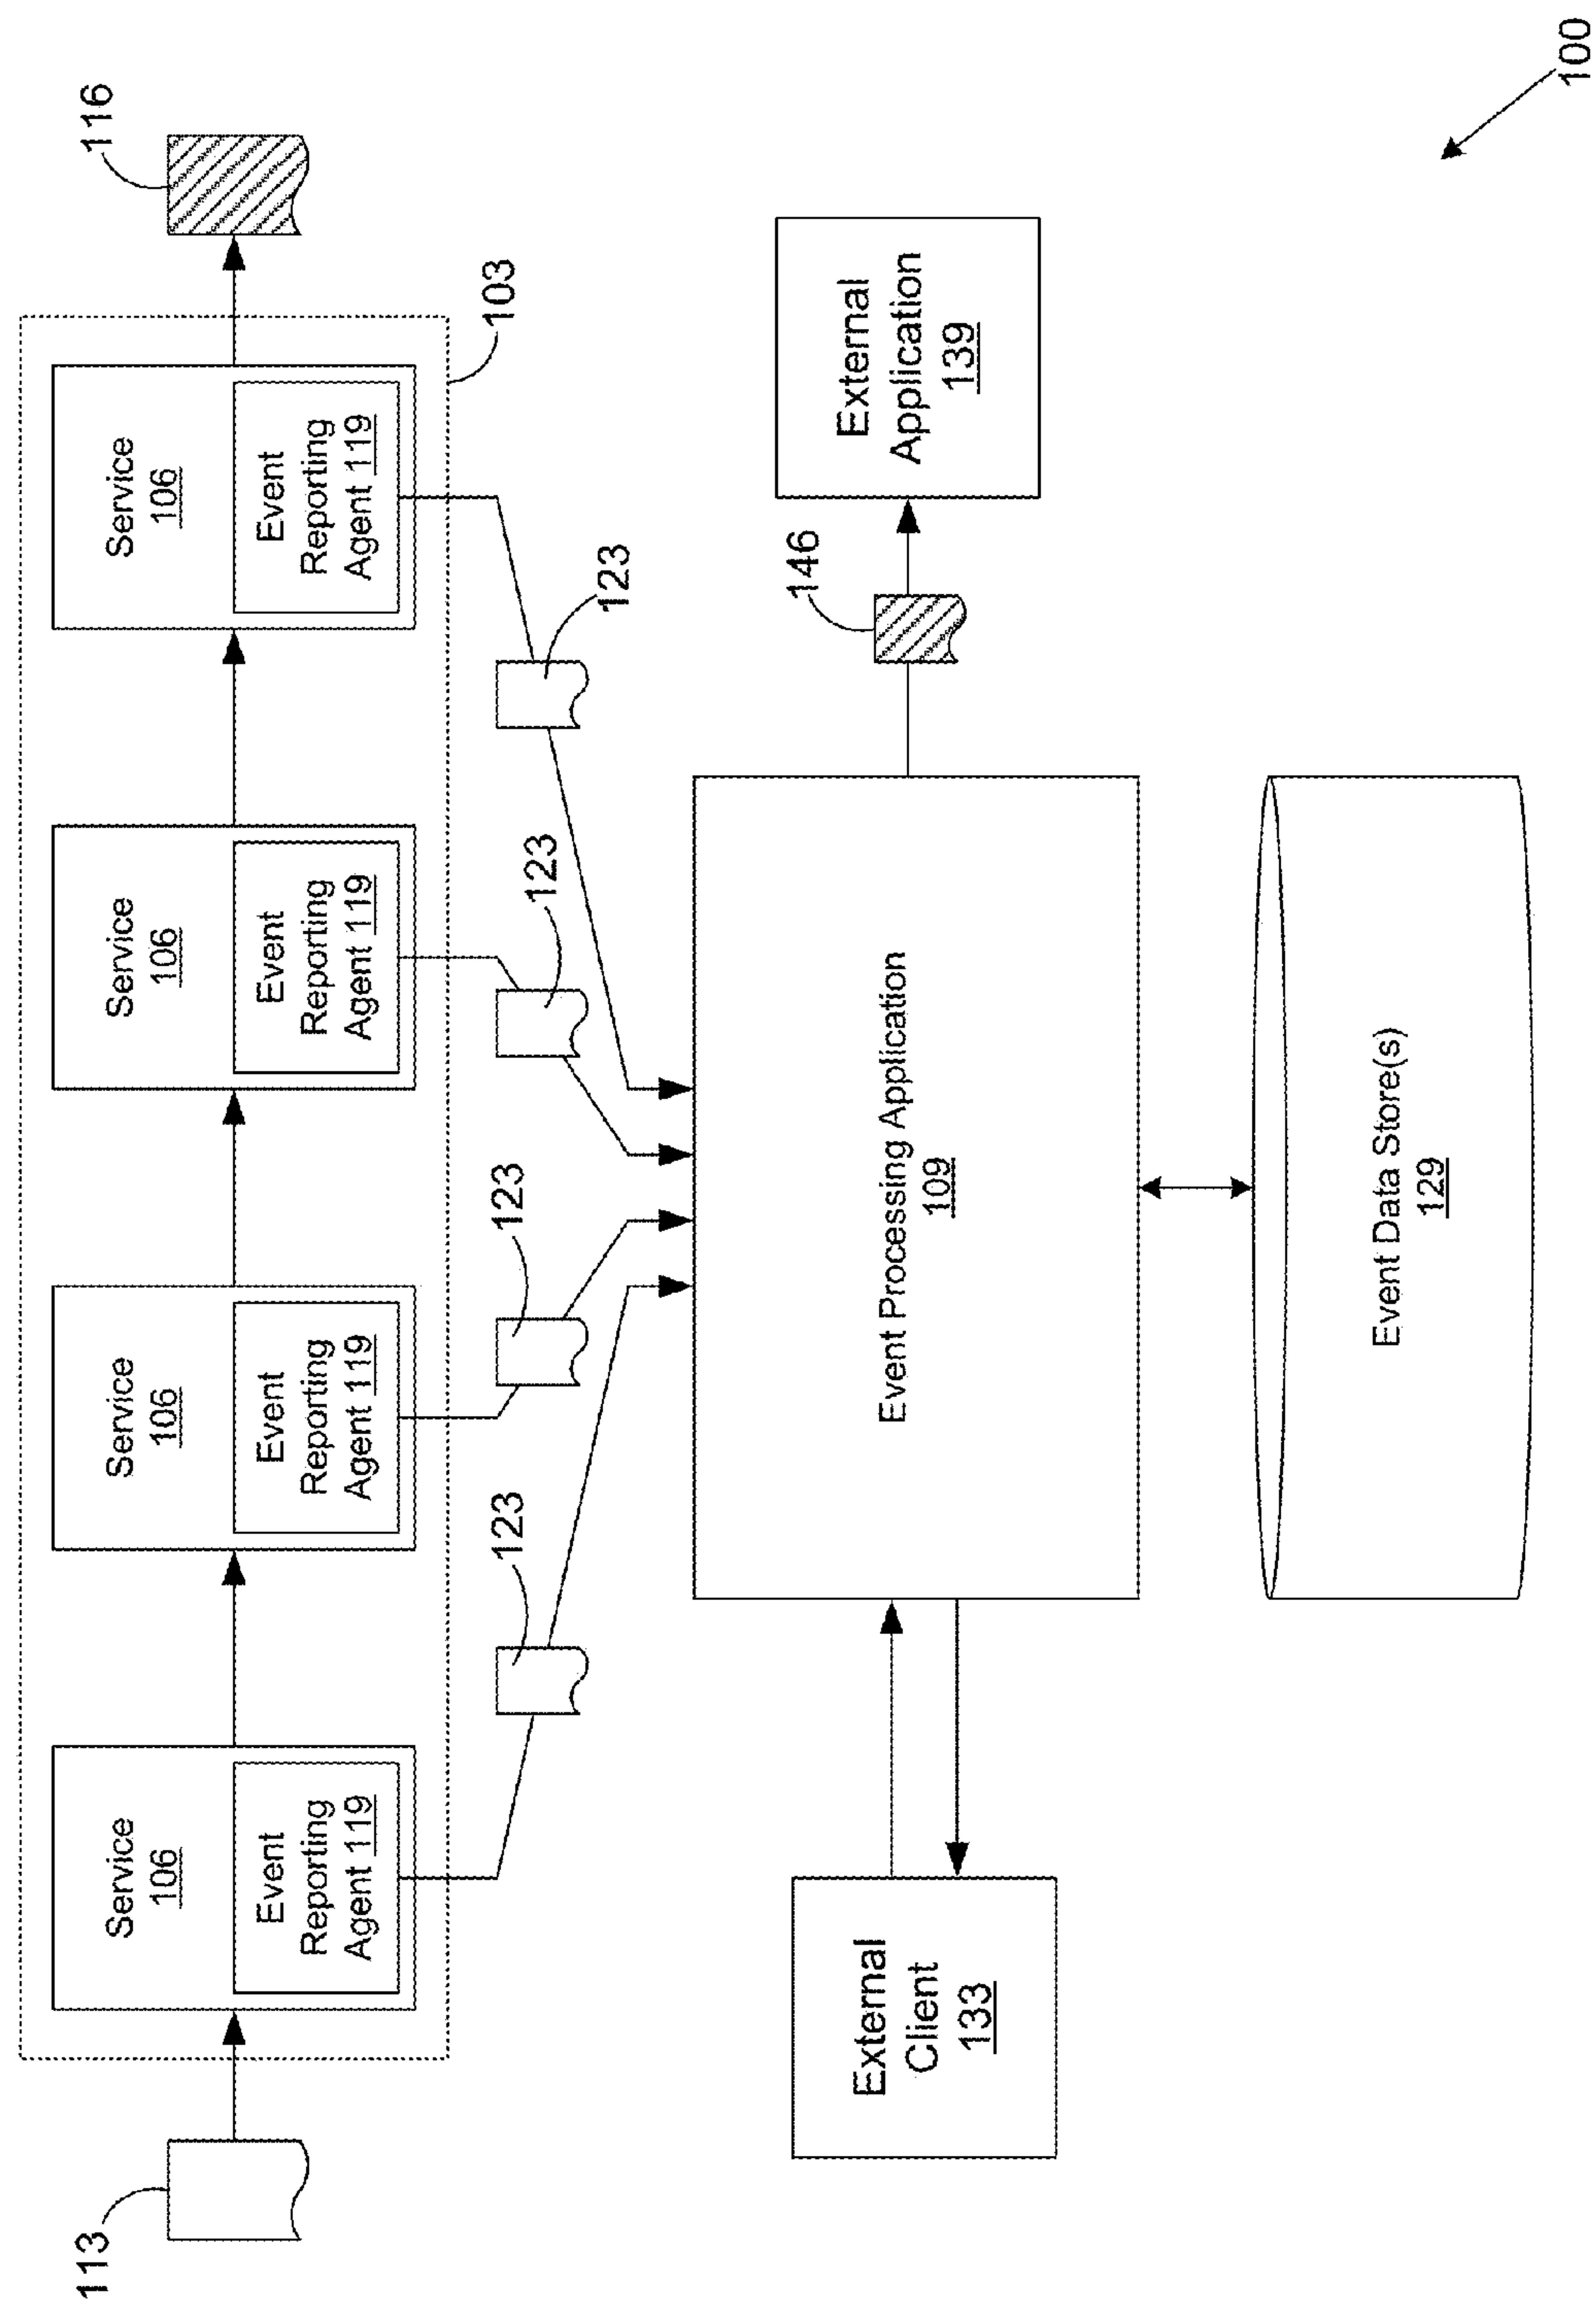 113
116
Service
106
Event
Reporting
Agent 119
Service
106
Event
Reporting
Agent 119
Service
106
Event
Reporting
Agent 119
Service
106
Event
Reporting
Agent 119
103
123
123
123
123
External
Client
133
Event Processing Application
109
146
External
Application
139
Event Data Store(s)
129
100